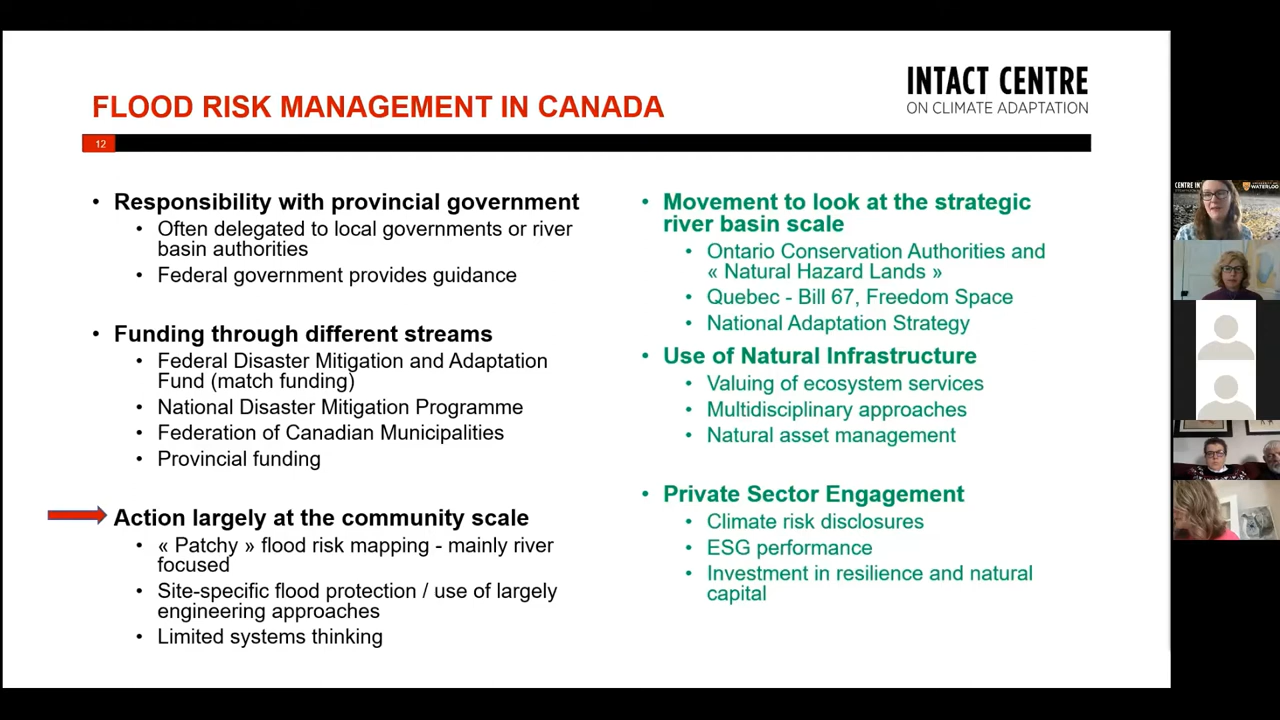 INTACT CENTRE
ON CLIMATE ADAPTATION
FLOOD RISK MANAGEMENT IN CANADA
12
• Responsibility with provincial government
• Often delegated to local governments or river
basin authorities
• Federal government provides guidance
• Funding through different streams
• Federal Disaster Mitigation and Adaptation
Fund (match funding)
• National Disaster Mitigation Programme
• Federation of Canadian Municipalities
• Provincial funding
Action largely at the community scale
• « Patchy » flood risk mapping - mainly river
focused
• Site-specific flood protection / use of largely
engineering approaches
• Limited systems thinking
• Movement to look at the strategic
river basin scale
• Ontario Conservation Authorities and
« Natural Hazard Lands »
• Quebec - Bill 67, Freedom Space
• National Adaptation Strategy
• Use of Natural Infrastructure
• Valuing of ecosystem services
• Multidisciplinary approaches
• Natural asset management
• Private Sector Engagement
• Climate risk disclosures
• ESG performance
• Investment in resilience and natural
capital
WATERLOO